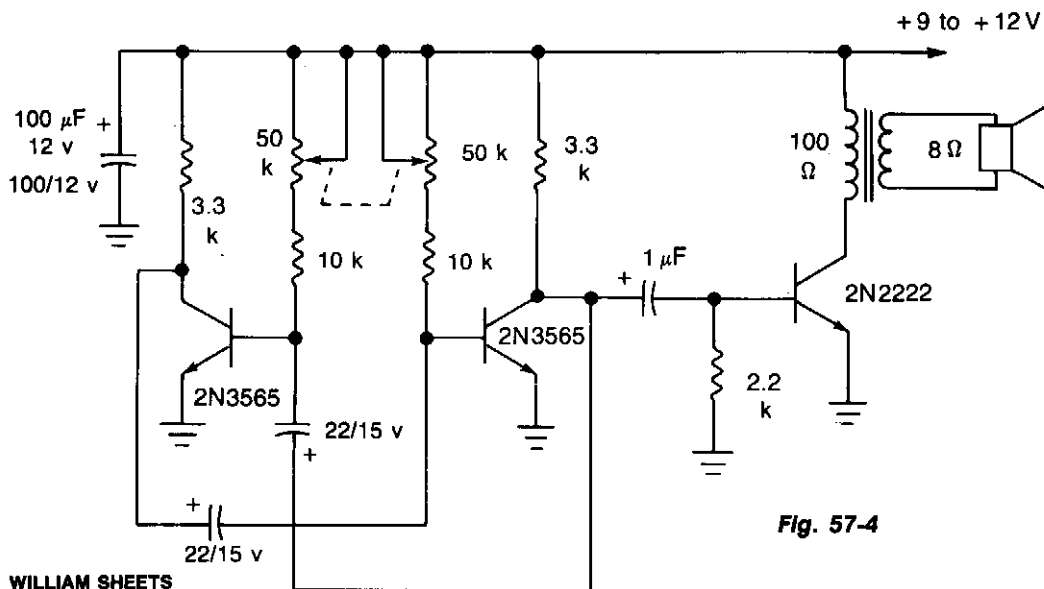 +9 to +12 V
100 µF +
12 v
100/12 v
3.3
k
50
k
10 k
50 k
10 k
3.3
k
1 µF
+
100
Ω
8 Ω
2N2222
2N3565
2N3565
2.2
k
22/15 v
+
+
22/15 v
Fig. 57-4
WILLIAM SHEETS